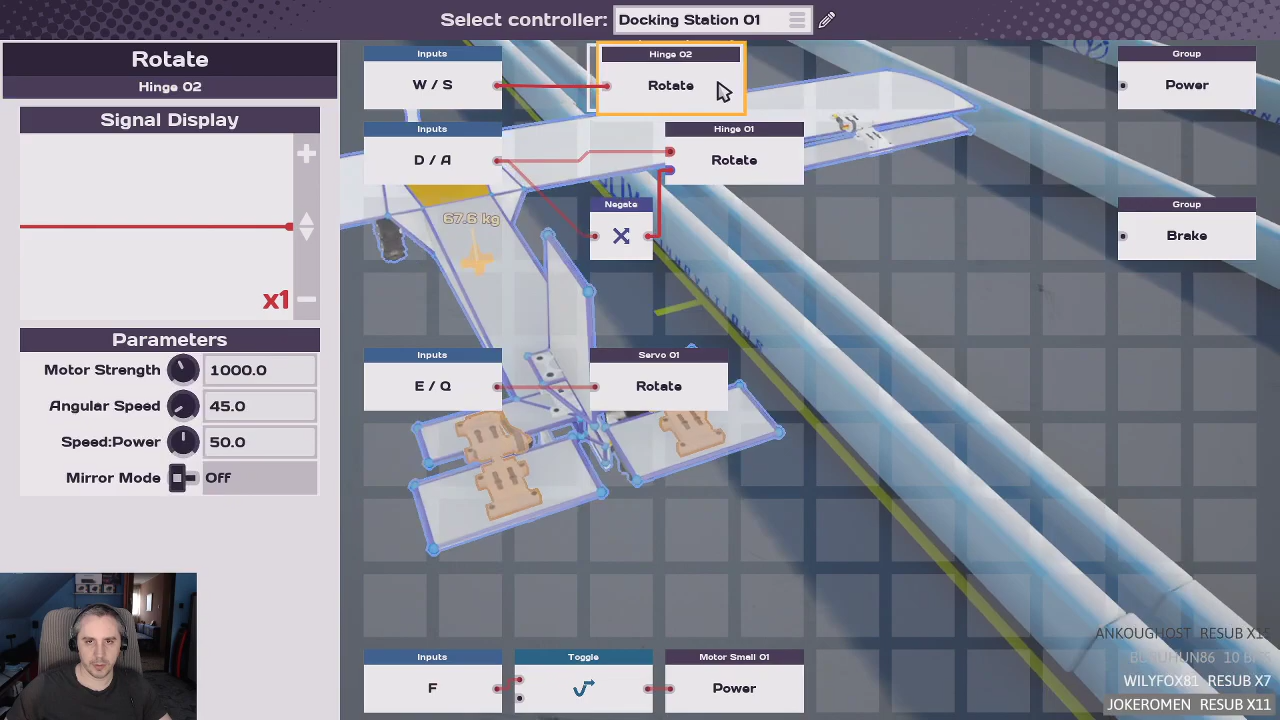 Select controller:
Docking Station 01
Rotate
Hinge 02
Signal Display
x1
Parameters
Motor Strength
1000.0
Angular Speed
45.0
Speed:Power
50.0
Mirror Mode
Off
Inputs
W / S
Hinge 02
Rotate
Group
Power
Inputs
D / A
Hinge 01
Rotate
Negate
Group
Brake
67.6 kg
Inputs
E / Q
Servo 01
Rotate
Inputs
F
Toggle
Motor Small 01
Power
ANKOUGHOST RESUB X15
WILYFOX81 RESUB X7
JOKEROMEN RESUB X11